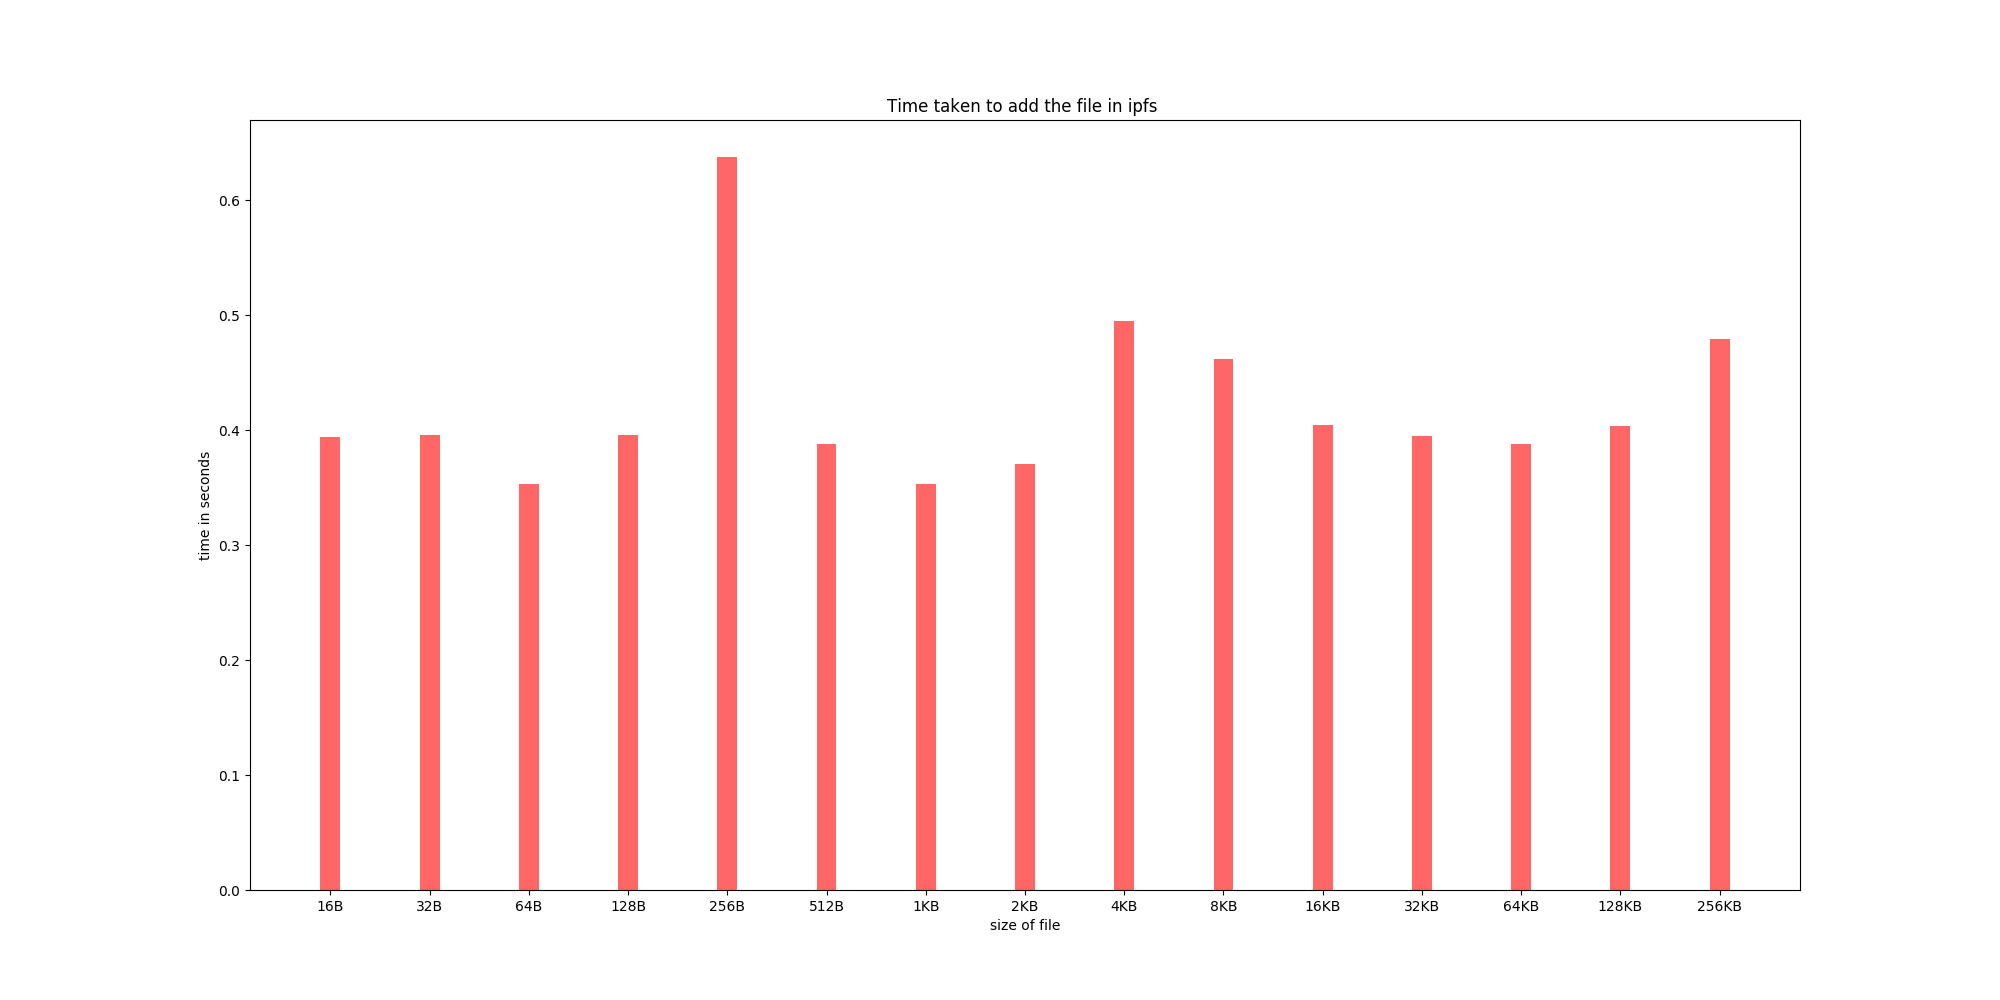 Time taken to add the file in ipfs
time in seconds
0.6
0.5
0.4
0.3
0.2
0.1
0.0
16B 32B 64B 128B 256B 512B 1KB 2KB 4KB 8KB 16KB 32KB 64KB 128KB 256KB
size of file